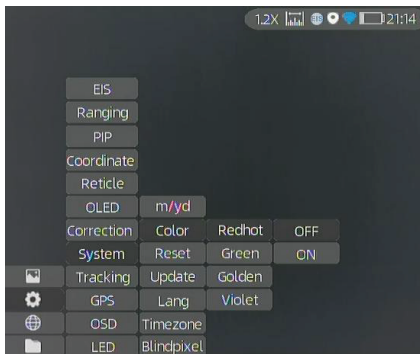 1.2X EIS 21:14
EIS
Ranging
PIP
Coordinate
Reticle
OLED m/yd
Correction Color Redhot OFF
System Reset Green ON
Tracking Update Golden
GPS Lang Violet
OSD Timezone
LED Blindpixel